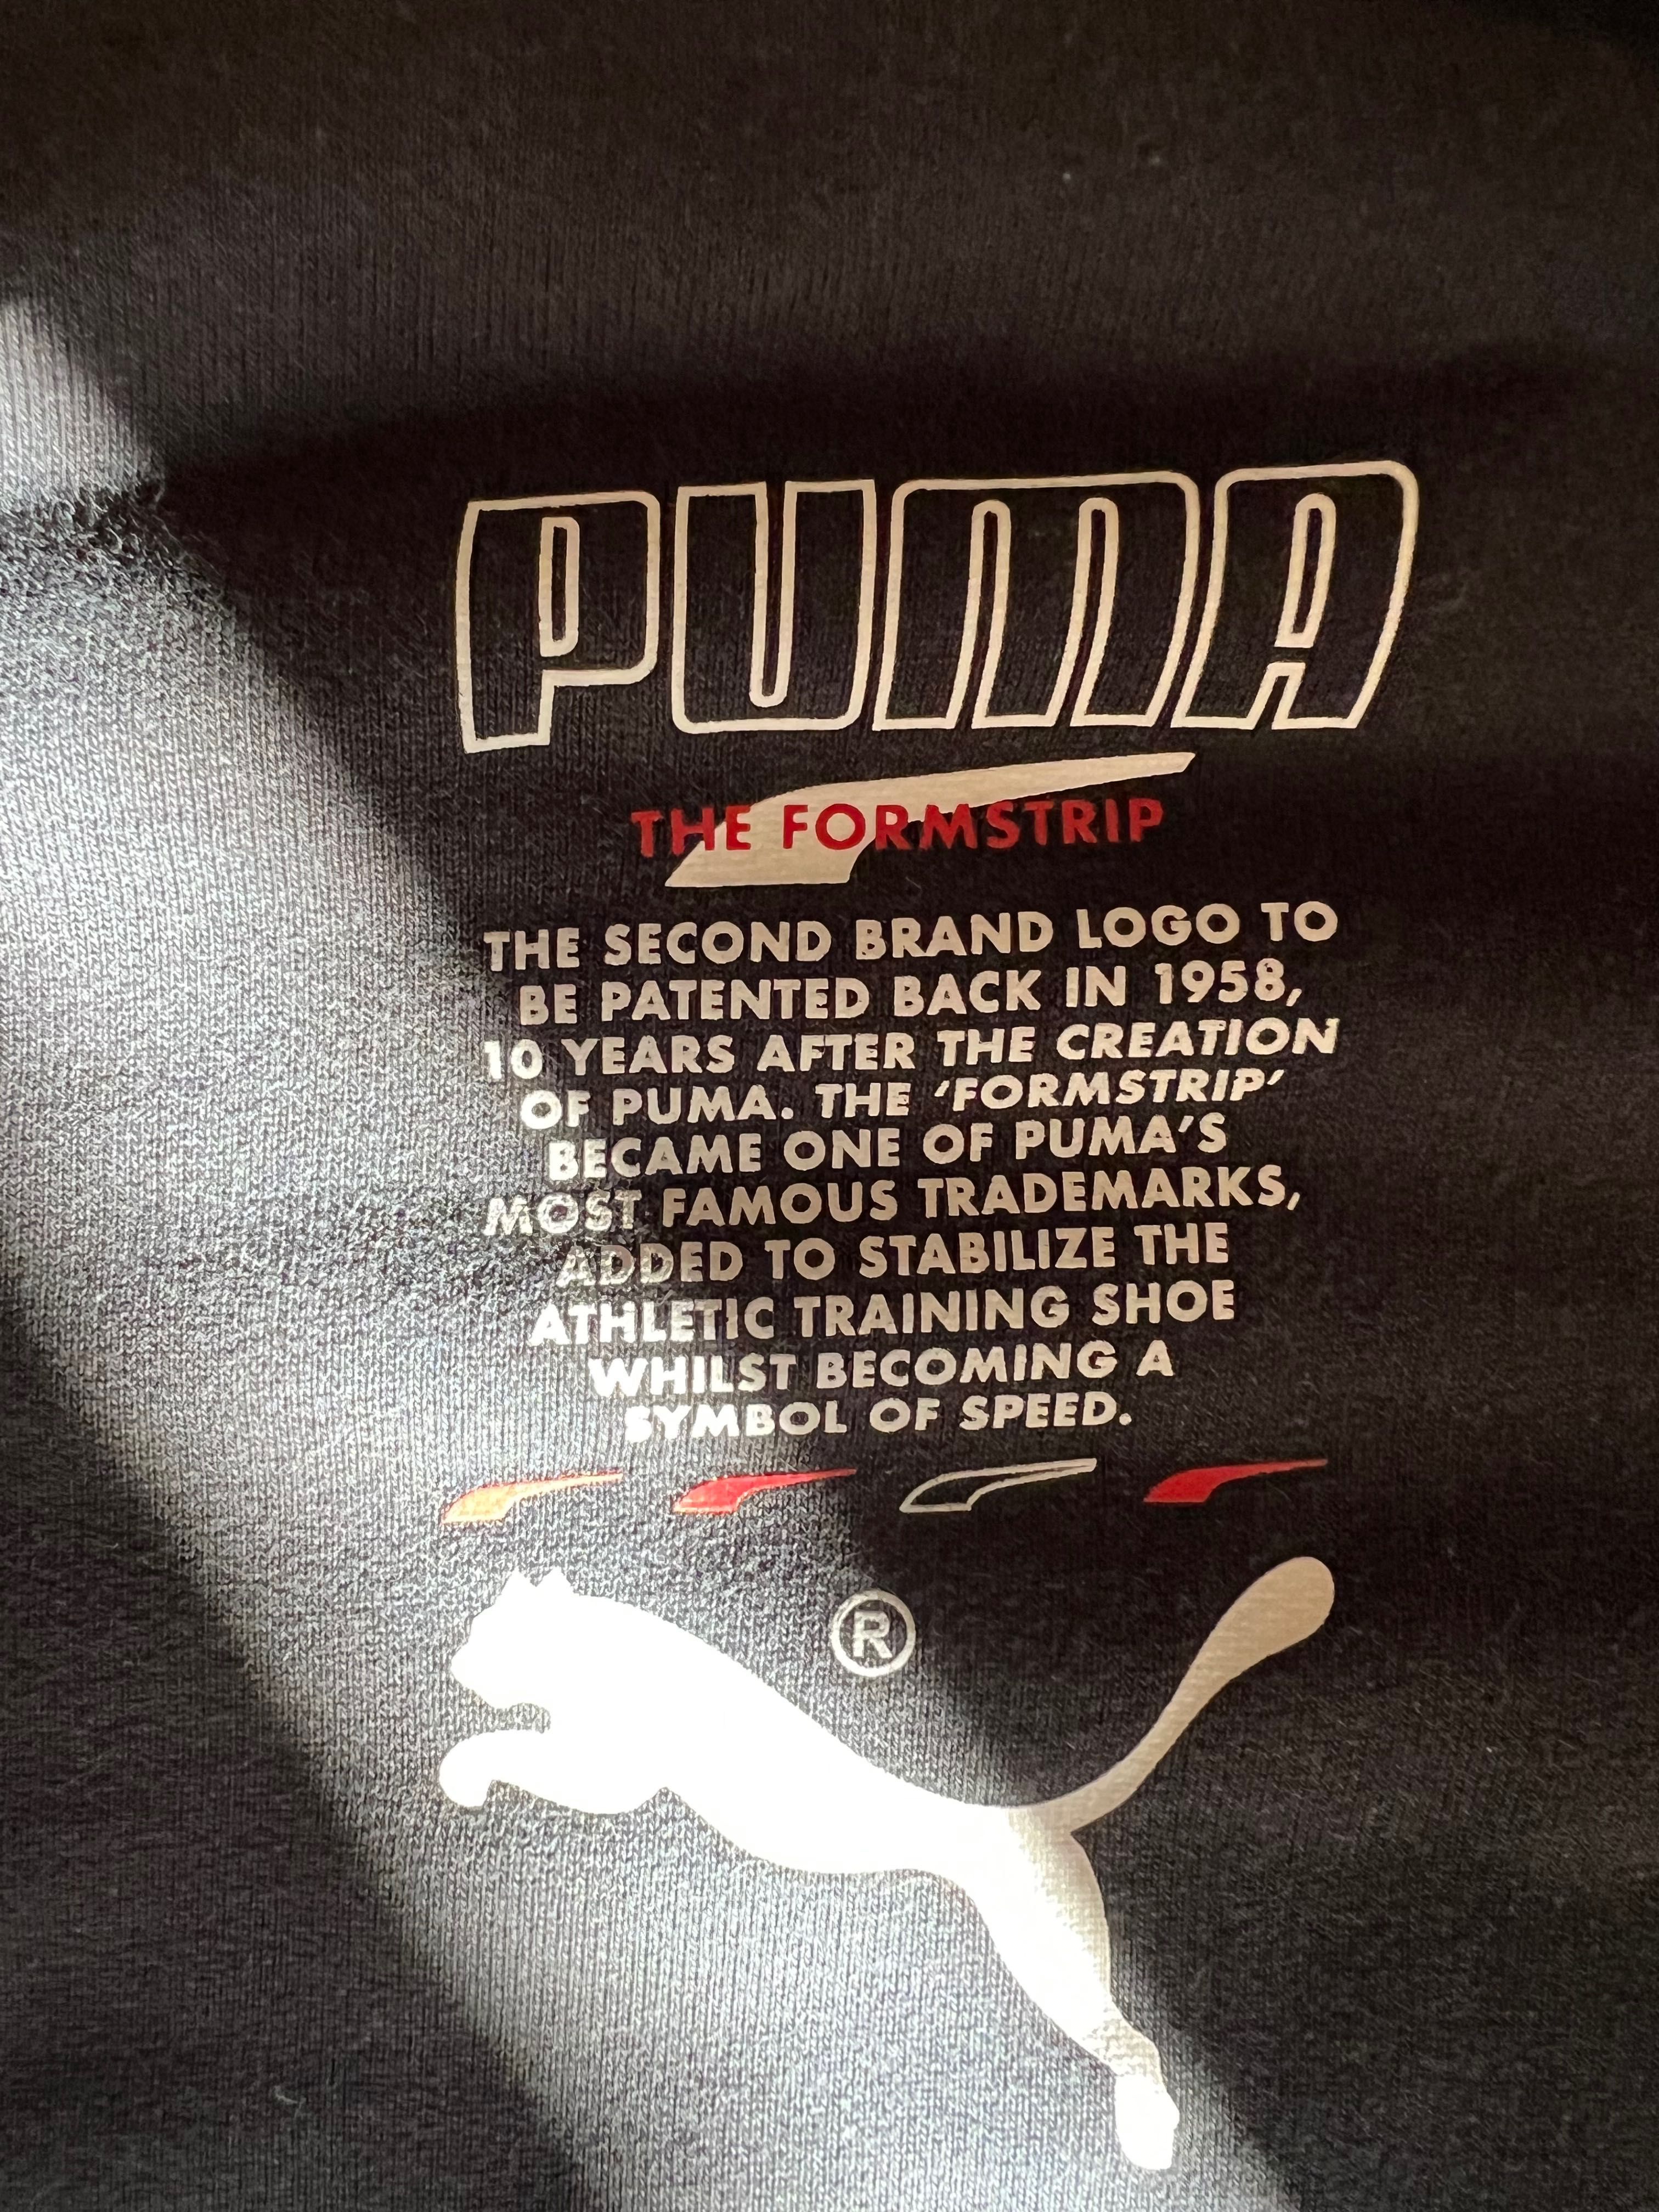 PUMA
THE FORMSTRIP
THE SECOND BRAND LOGO TO
BE PATENTED BACK IN 1958,
10 YEARS AFTER THE CREATION
OF PUMA. THE ‘FORMSTRIP’
BECAME ONE OF PUMA’S
MOST FAMOUS TRADEMARKS,
ADDED TO STABILIZE THE
ATHLETIC TRAINING SHOE
WHILST BECOMING A
SYMBOL OF SPEED.
®